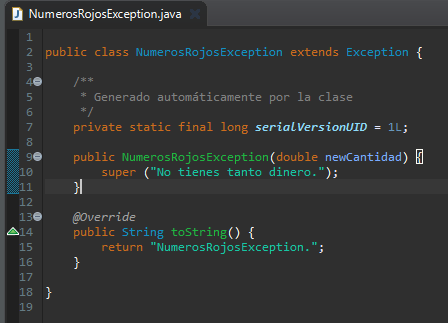 NumerosRojosException.java
1
2 public class NumerosRojosException extends Exception {
3
4 /**
5 * Generado automáticamente por la clase
6 */
7 private static final long serialVersionUID = 1L;
8
9 public NumerosRojosException(double newCantidad) {
10 super ("No tienes tanto dinero.");
11 }
12
13 @Override
14 public String toString() {
15 return "NumerosRojosException.";
16 }
17
18 }
19